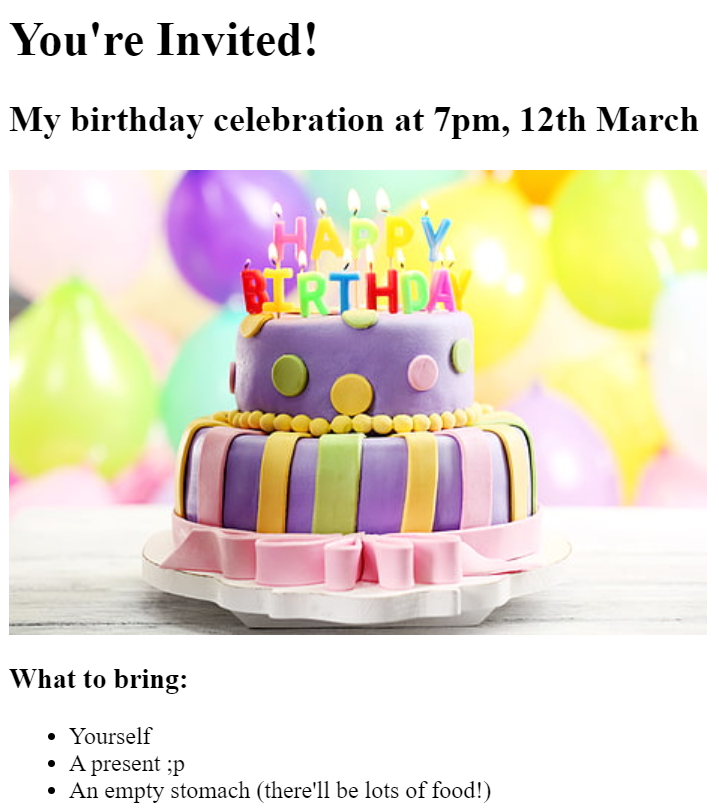 You're Invited!
My birthday celebration at 7pm, 12th March
HAPPY
BIRTHDAY
What to bring:
Yourself
A present ;p
An empty stomach (there'll be lots of food!)